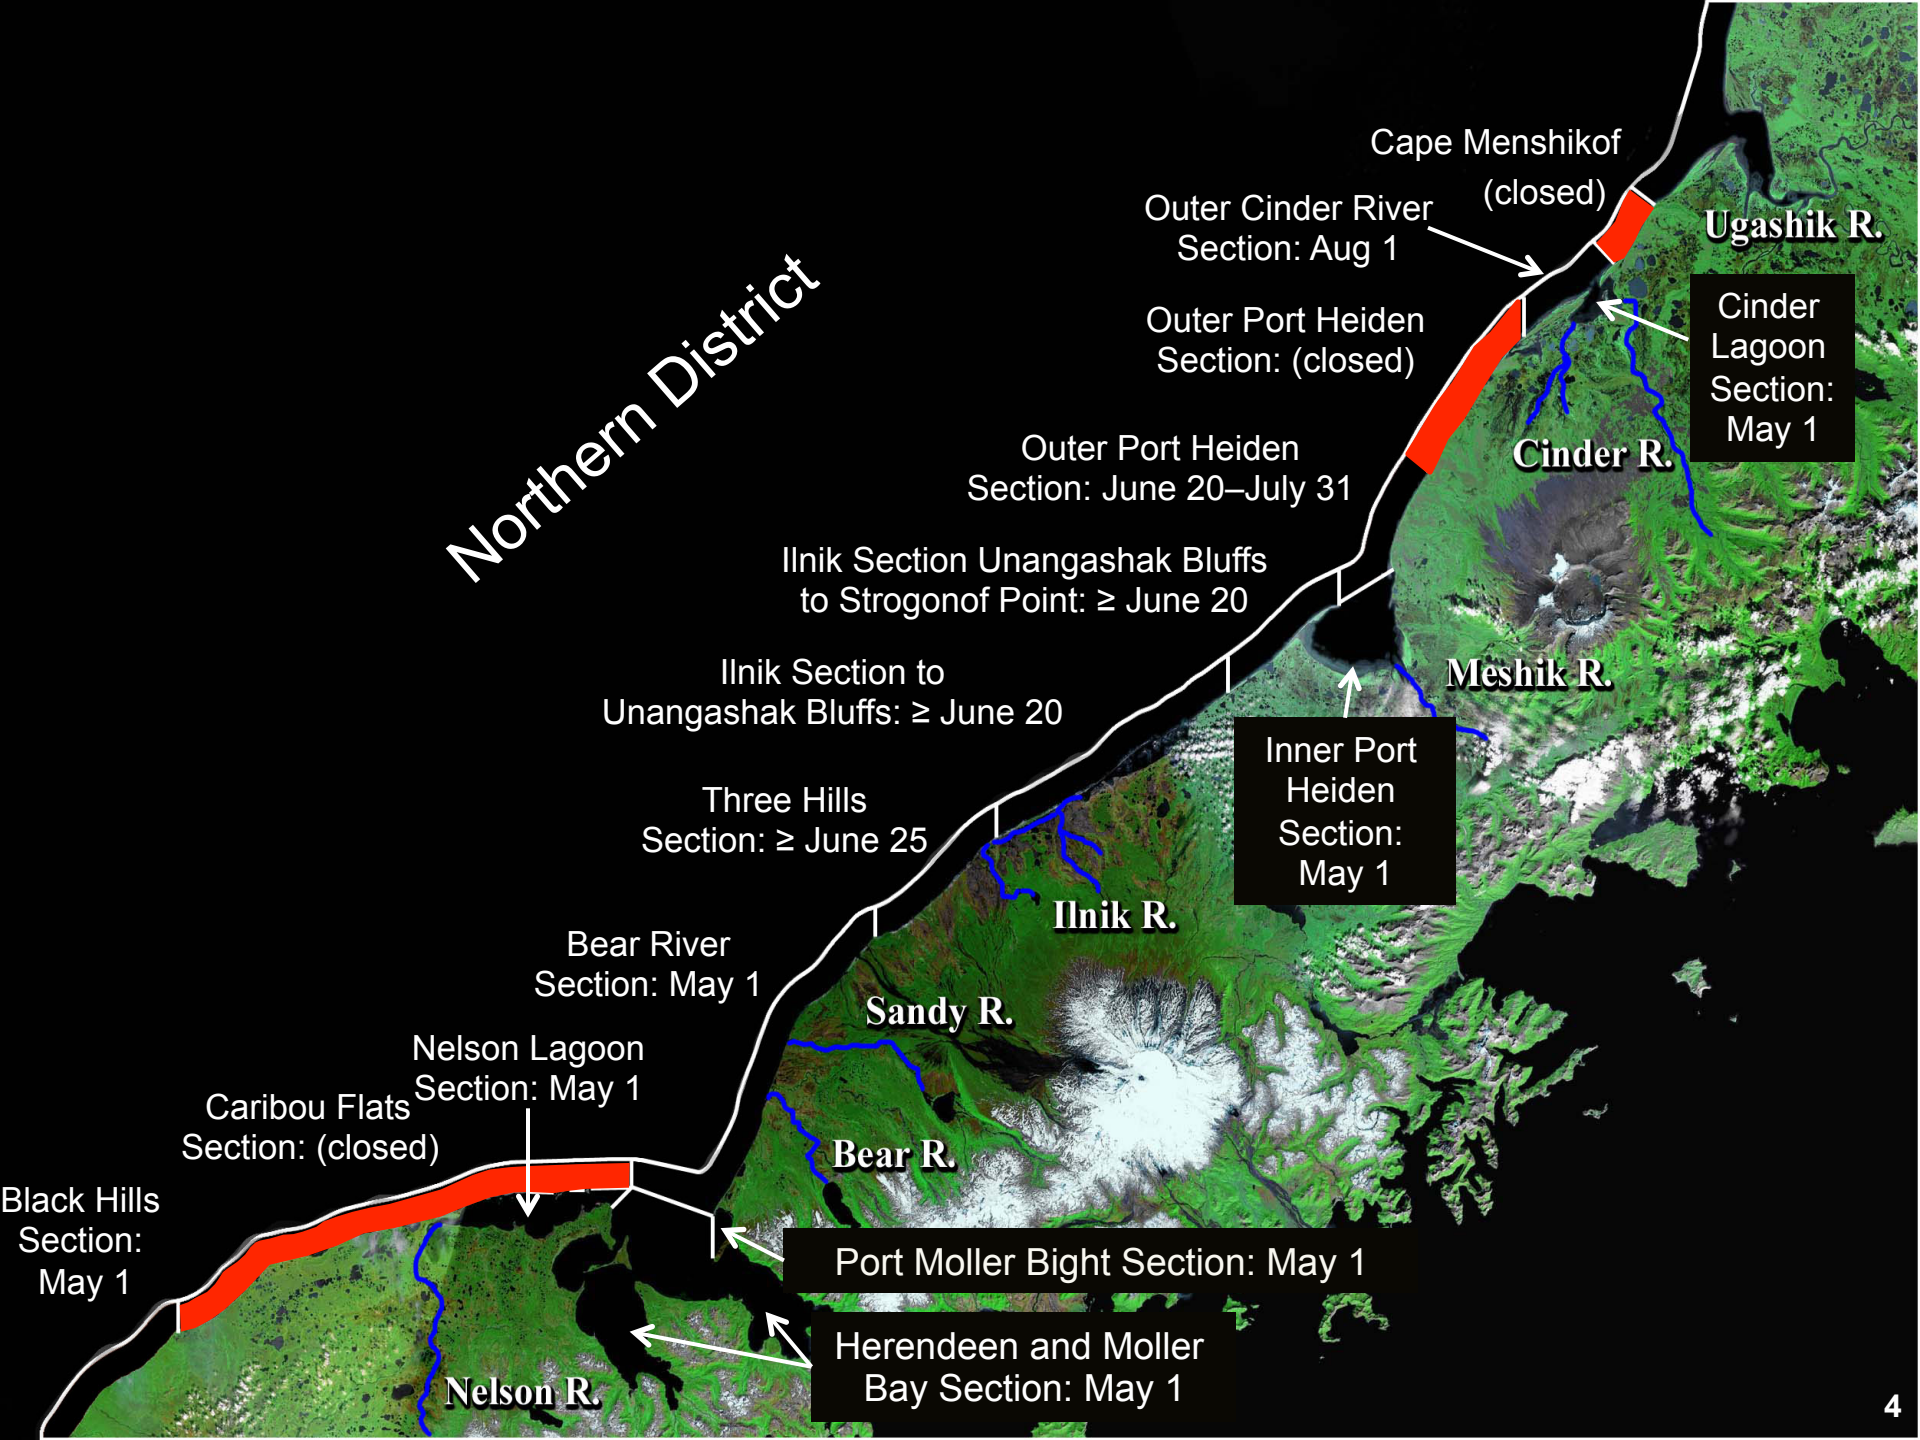 Cape Menshikof
(closed)
Outer Cinder River
Section: Aug 1
Ugashik R.
Cinder
Lagoon
Section:
May 1
Outer Port Heiden
Section: (closed)
Northern District
Cinder R.
Outer Port Heiden
Section: June 20–July 31
Ilnik Section Unangashak Bluffs
to Strogonof Point: ≥ June 20
Meshik R.
Ilnik Section to
Unangashak Bluffs: ≥ June 20
Inner Port
Heiden
Section:
May 1
Three Hills
Section: ≥ June 25
Ilnik R.
Bear River
Section: May 1
Sandy R.
Nelson Lagoon
Section: May 1
Caribou Flats
Section: (closed)
Bear R.
Black Hills
Section:
May 1
Port Moller Bight Section: May 1
Herendeen and Moller
Bay Section: May 1
Nelson R.
4